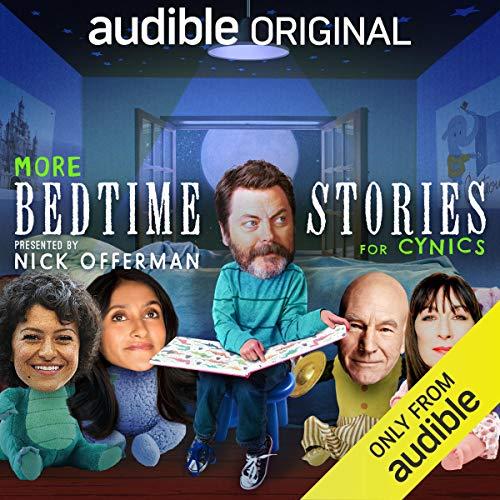 audible ORIGINAL
MORE
BEDTIME STORIES
PRESENTED BY
NICK OFFERMAN
FOR CYNICS
ONLY FROM
audible